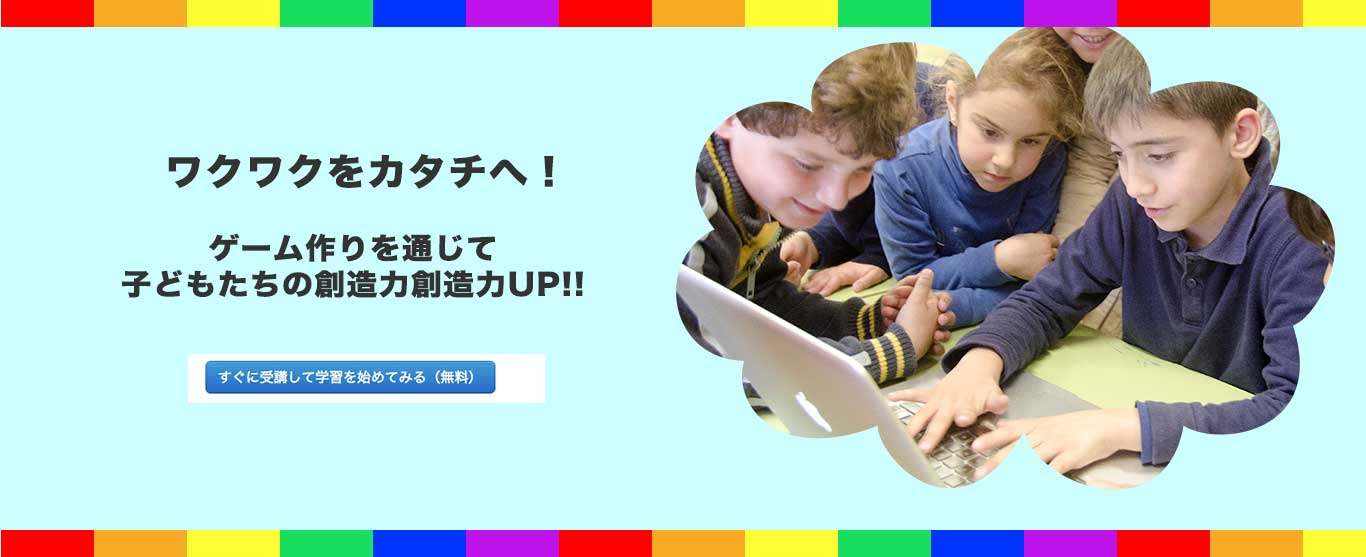 ワクワクをカタチへ！
ゲーム作りを通じて
子どもたちの創造力創造力UP!!
すぐに受講して学習を始めてみる（無料）